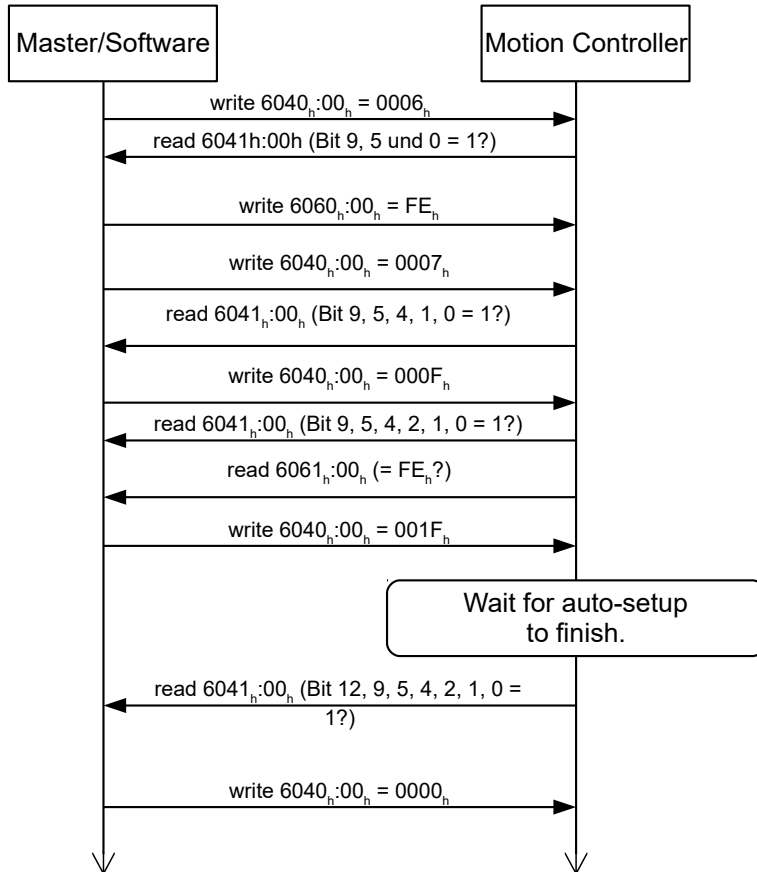 Master/Software
Motion Controller
write 6040ₕ:00ₕ = 0006ₕ
read 6041h:00h (Bit 9, 5 und 0 = 1?)
write 6060ₕ:00ₕ = FEₕ
write 6040ₕ:00ₕ = 0007ₕ
read 6041ₕ:00ₕ (Bit 9, 5, 4, 1, 0 = 1?)
write 6040ₕ:00ₕ = 000Fₕ
read 6041ₕ:00ₕ (Bit 9, 5, 4, 2, 1, 0 = 1?)
read 6061ₕ:00ₕ (= FEₕ?)
write 6040ₕ:00ₕ = 001Fₕ
Wait for auto-setup
to finish.
read 6041ₕ:00ₕ (Bit 12, 9, 5, 4, 2, 1, 0 =
1?)
write 6040ₕ:00ₕ = 0000ₕ